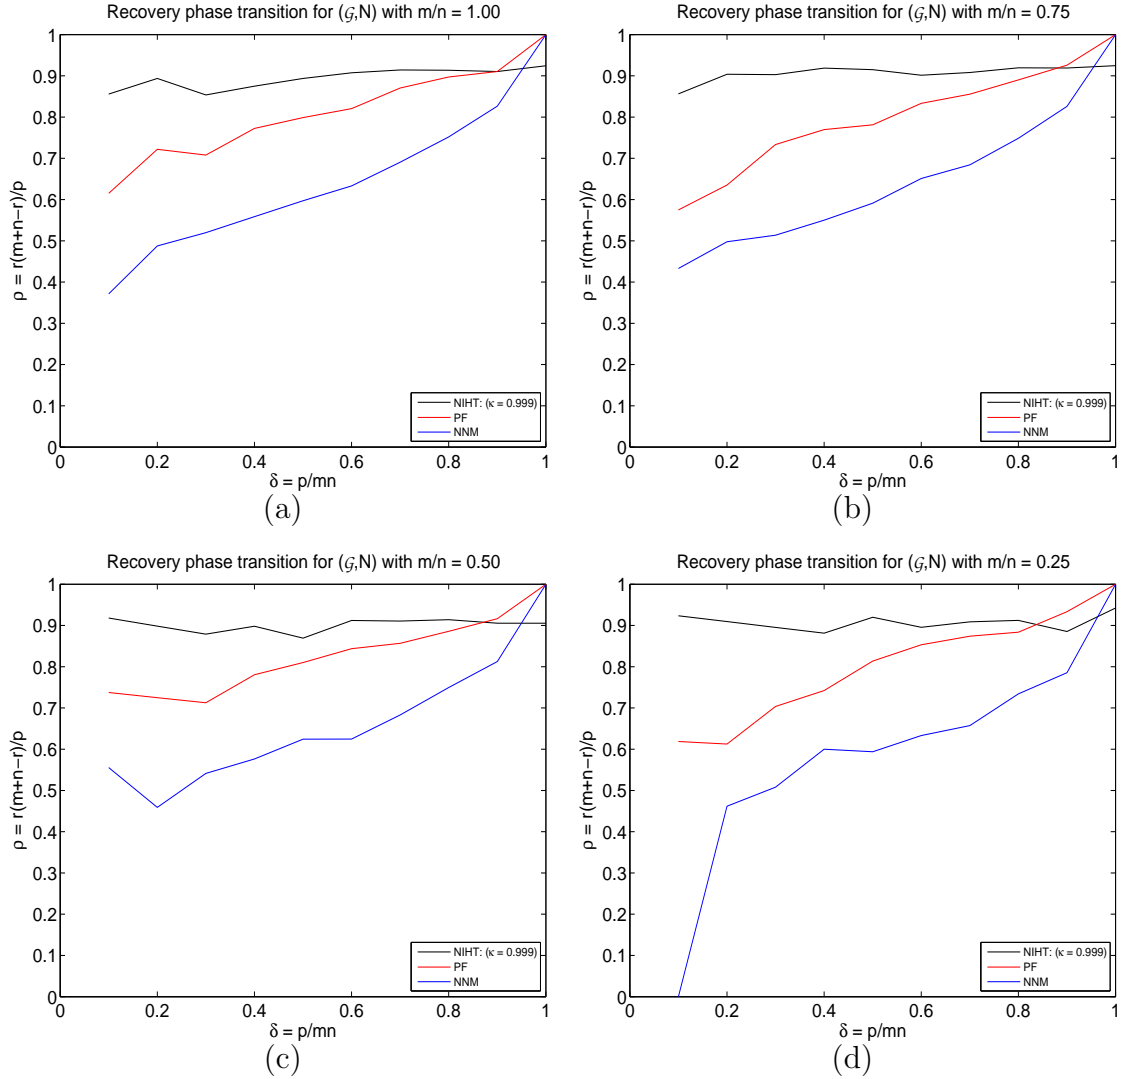 Recovery phase transition for (𝒢,N) with m/n = 1.00
1
0.9
0.8
0.7
0.6
0.5
0.4
0.3
0.2
0.1
0
ρ = r(m+n−r)/p
NIHT: (κ = 0.999)
PF
NNM
0 0.2 0.4 0.6 0.8 1
δ = p/mn
(a)
Recovery phase transition for (𝒢,N) with m/n = 0.75
1
0.9
0.8
0.7
0.6
0.5
0.4
0.3
0.2
0.1
0
ρ = r(m+n−r)/p
NIHT: (κ = 0.999)
PF
NNM
0 0.2 0.4 0.6 0.8 1
δ = p/mn
(b)
Recovery phase transition for (𝒢,N) with m/n = 0.50
1
0.9
0.8
0.7
0.6
0.5
0.4
0.3
0.2
0.1
0
ρ = r(m+n−r)/p
NIHT: (κ = 0.999)
PF
NNM
0 0.2 0.4 0.6 0.8 1
δ = p/mn
(c)
Recovery phase transition for (𝒢,N) with m/n = 0.25
1
0.9
0.8
0.7
0.6
0.5
0.4
0.3
0.2
0.1
0
ρ = r(m+n−r)/p
NIHT: (κ = 0.999)
PF
NNM
0 0.2 0.4 0.6 0.8 1
δ = p/mn
(d)